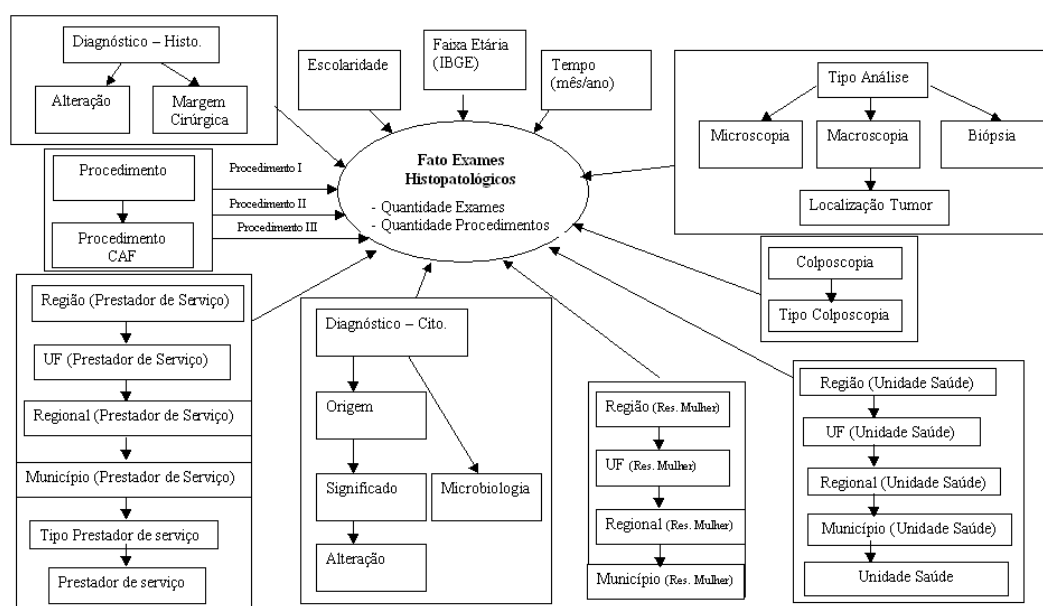 Diagnóstico – Histo.
Alteração
Margem
Cirúrgica
Escolaridade
Faixa Etária
(IBGE)
Tempo
(mês/ano)
Tipo Análise
Microscopia
Macroscopia
Biópsia
Localização Tumor
Procedimento
Procedimento
CAF
Procedimento I
Procedimento II
Procedimento III
Fato Exames
Histopatológicos
- Quantidade Exames
- Quantidade Procedimentos
Colposcopia
Tipo Colposcopia
Região (Prestador de Serviço)
UF (Prestador de Serviço)
Regional (Prestador de Serviço)
Município (Prestador de Serviço)
Tipo Prestador de serviço
Prestador de serviço
Diagnóstico – Cito.
Origem
Significado
Microbiologia
Alteração
Região (Res. Mulher)
UF (Res. Mulher)
Regional (Res. Mulher)
Município (Res. Mulher)
Região (Unidade Saúde)
UF (Unidade Saúde)
Regional (Unidade Saúde)
Município (Unidade Saúde)
Unidade Saúde